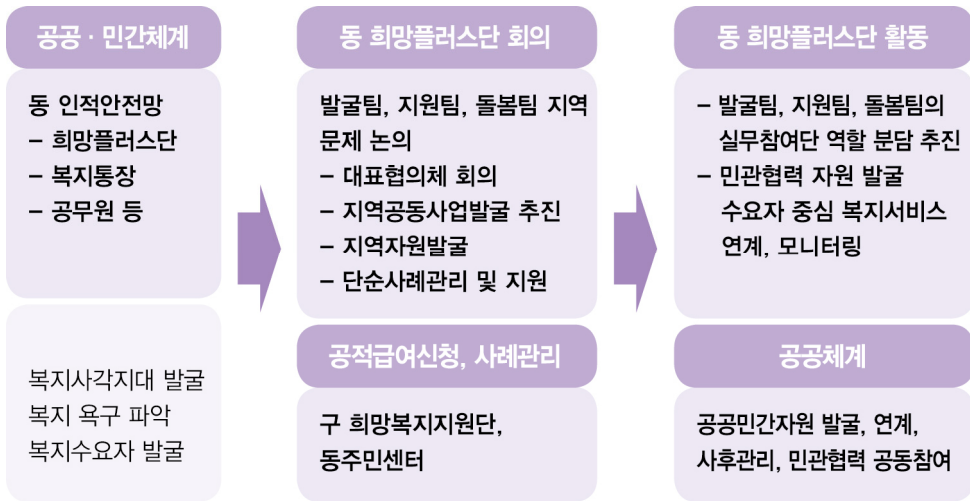 공공 · 민간체계
동 인적안전망
– 희망플러스단
– 복지통장
– 공무원 등
복지사각지대 발굴
복지 욕구 파악
복지수요자 발굴
동 희망플러스단 회의
발굴팀, 지원팀, 돌봄팀 지역
문제 논의
– 대표협의체 회의
– 지역공동사업발굴 추진
– 지역자원발굴
– 단순사례관리 및 지원
공적급여신청, 사례관리
구 희망복지지원단,
동주민센터
동 희망플러스단 활동
– 발굴팀, 지원팀, 돌봄팀의
실무참여단 역할 분담 추진
– 민관협력 자원 발굴
수요자 중심 복지서비스
연계, 모니터링
공공체계
공공민간자원 발굴, 연계,
사후관리, 민관협력 공동참여